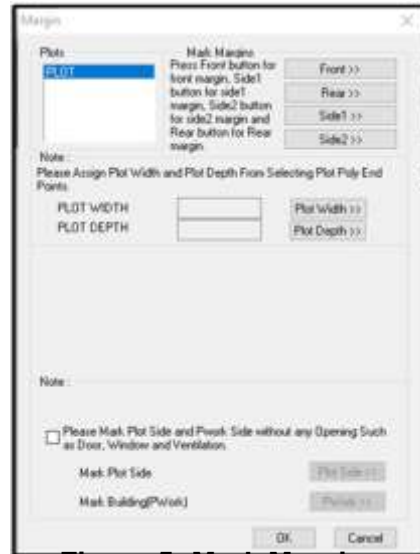 Margin
Plots
PLOT
Mark Margins
Press Front button for
front margin, Side1
button for side1
margin, Side2 button
for side2 margin and
Rear button for Rear
margin
Front >>
Rear >>
Side1 >>
Side2 >>
Note :
Please Assign Plot Width and Plot Depth From Selecting Plot Poly End
Points.
PLOT WIDTH
Plot Width >>
PLOT DEPTH
Plot Depth >>
Note :
Please Mark Plot Side and Pwork Side without any Opening Such
as Door, Window and Ventilation.
Mark Plot Side
Plot Side >>
Mark Building(PWork)
Pwork >>
OK
Cancel